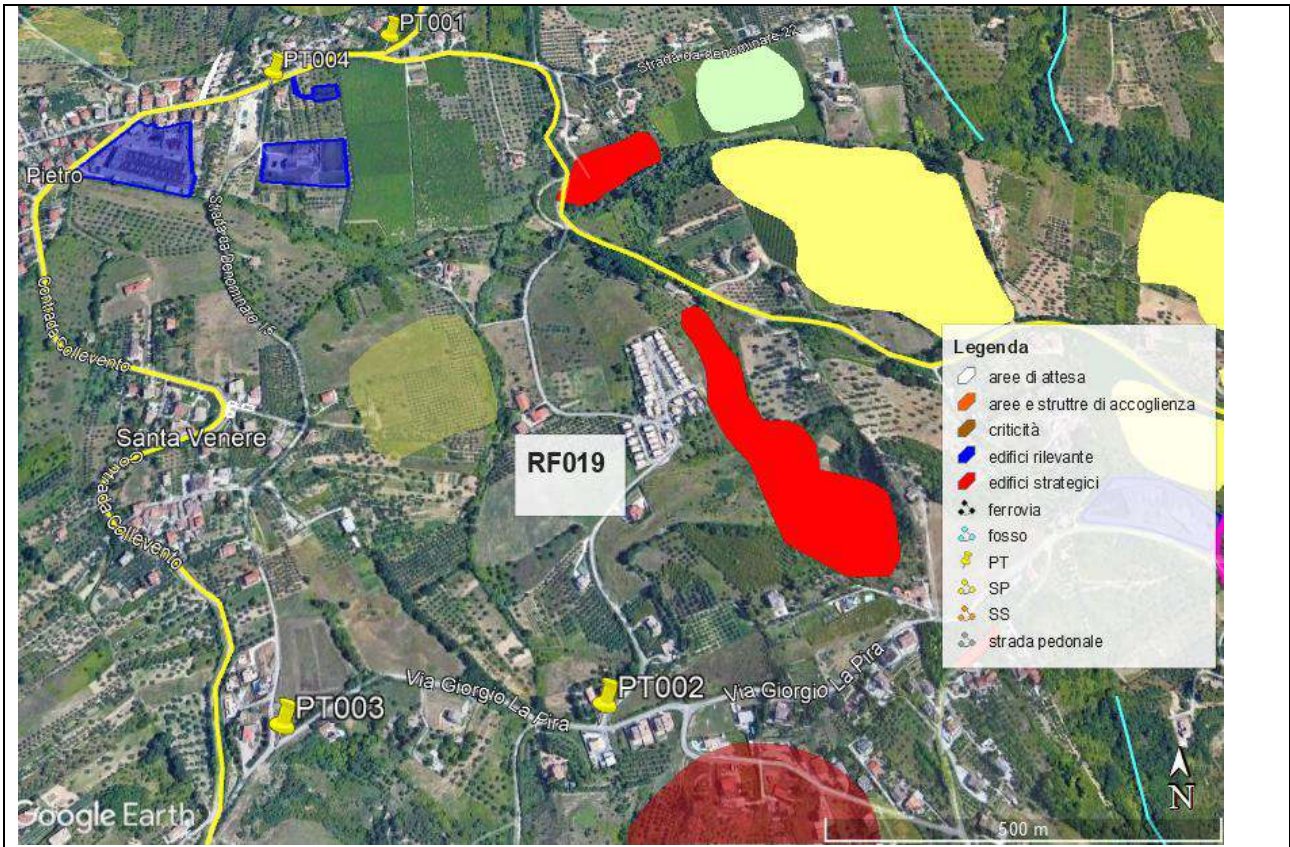 PT001
PT004
Strada da denominare 22
Pietro
Strada da Denominare 15
Contrada Collevento
Santa Venere
Contrada Collevento
RF019
Legenda
aree di attesa
aree e struttre di accoglienza
criticità
edifici rilevante
edifici strategici
ferrovia
fosso
PT
SP
SS
strada pedonale
Via Giorgio La Pira
PT002
Via Giorgio La Pira
PT003
N
Google Earth
500 m